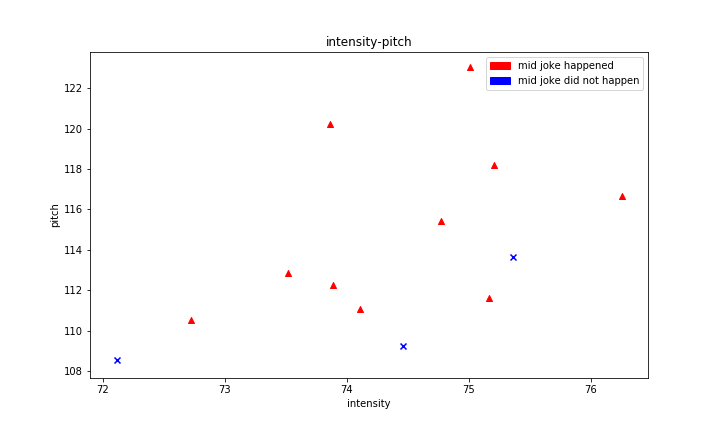 intensity-pitch
mid joke happened
mid joke did not happen
pitch
122
120
118
116
114
112
110
108
72 73 74 75 76
intensity